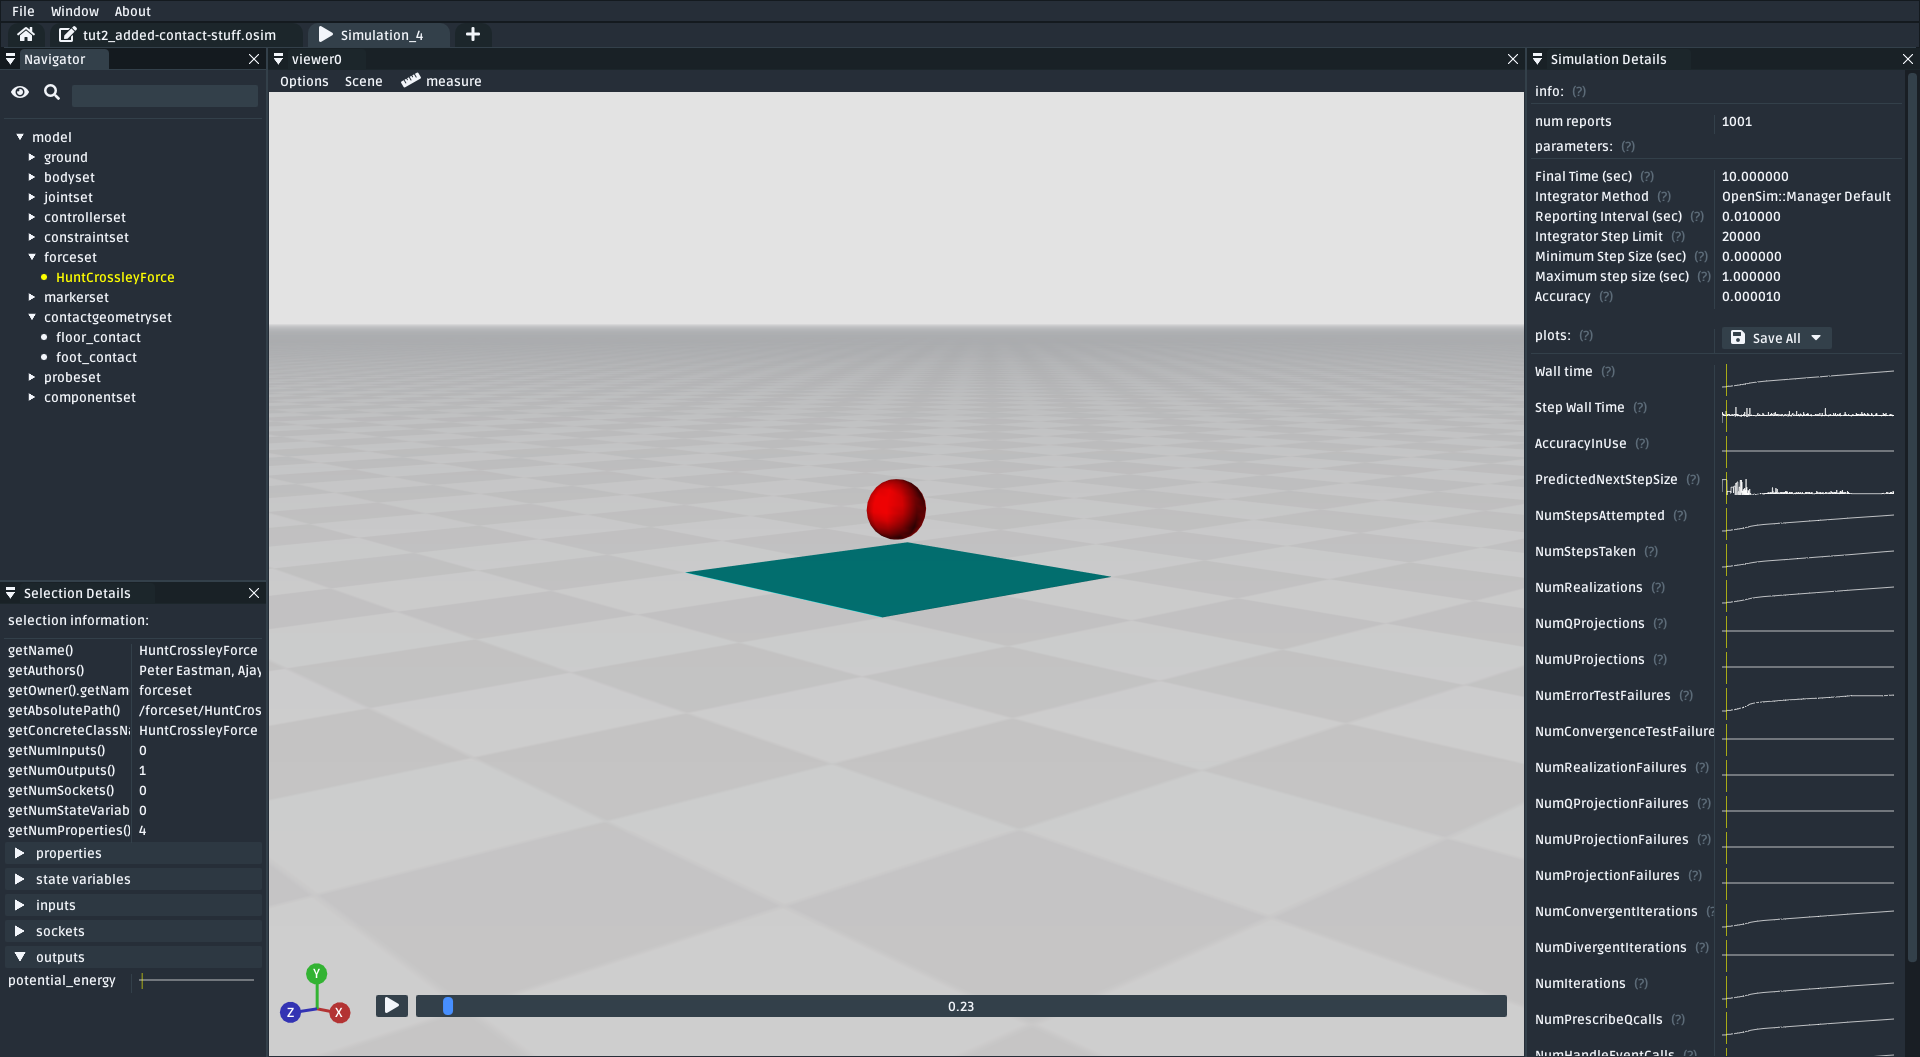 File Window About
tut2_added-contact-stuff.osim Simulation_4
Navigator
model
ground
bodyset
jointset
controllerset
constraintset
forceset
HuntCrossleyForce
markerset
contactgeometryset
floor_contact
foot_contact
probeset
componentset
Selection Details
selection information:
getName() HuntCrossleyForce
getAuthors() Peter Eastman, Ajay
getOwner().getNam forceset
getAbsolutePath() /forceset/HuntCros
getConcreteClassNa HuntCrossleyForce
getNumInputs() 0
getNumOutputs() 1
getNumSockets() 0
getNumStateVariab 0
getNumProperties() 4
properties
state variables
inputs
sockets
outputs
potential_energy
viewer0
Options Scene measure
Y
Z X
0.23
Simulation Details
info: (?)
num reports 1001
parameters: (?)
Final Time (sec) (?) 10.000000
Integrator Method (?) OpenSim::Manager Default
Reporting Interval (sec) (?) 0.010000
Integrator Step Limit (?) 20000
Minimum Step Size (sec) (?) 0.000000
Maximum step size (sec) (?) 1.000000
Accuracy (?) 0.000010
plots: (?) Save All
Wall time (?)
Step Wall Time (?)
AccuracyInUse (?)
PredictedNextStepSize (?)
NumStepsAttempted (?)
NumStepsTaken (?)
NumRealizations (?)
NumQProjections (?)
NumUProjections (?)
NumErrorTestFailures (?)
NumConvergenceTestFailure
NumRealizationFailures (?)
NumQProjectionFailures (?)
NumUProjectionFailures (?)
NumProjectionFailures (?)
NumConvergentIterations (?
NumDivergentIterations (?)
NumIterations (?)
NumPrescribeQcalls (?)
NumHandleEventCalls (?)